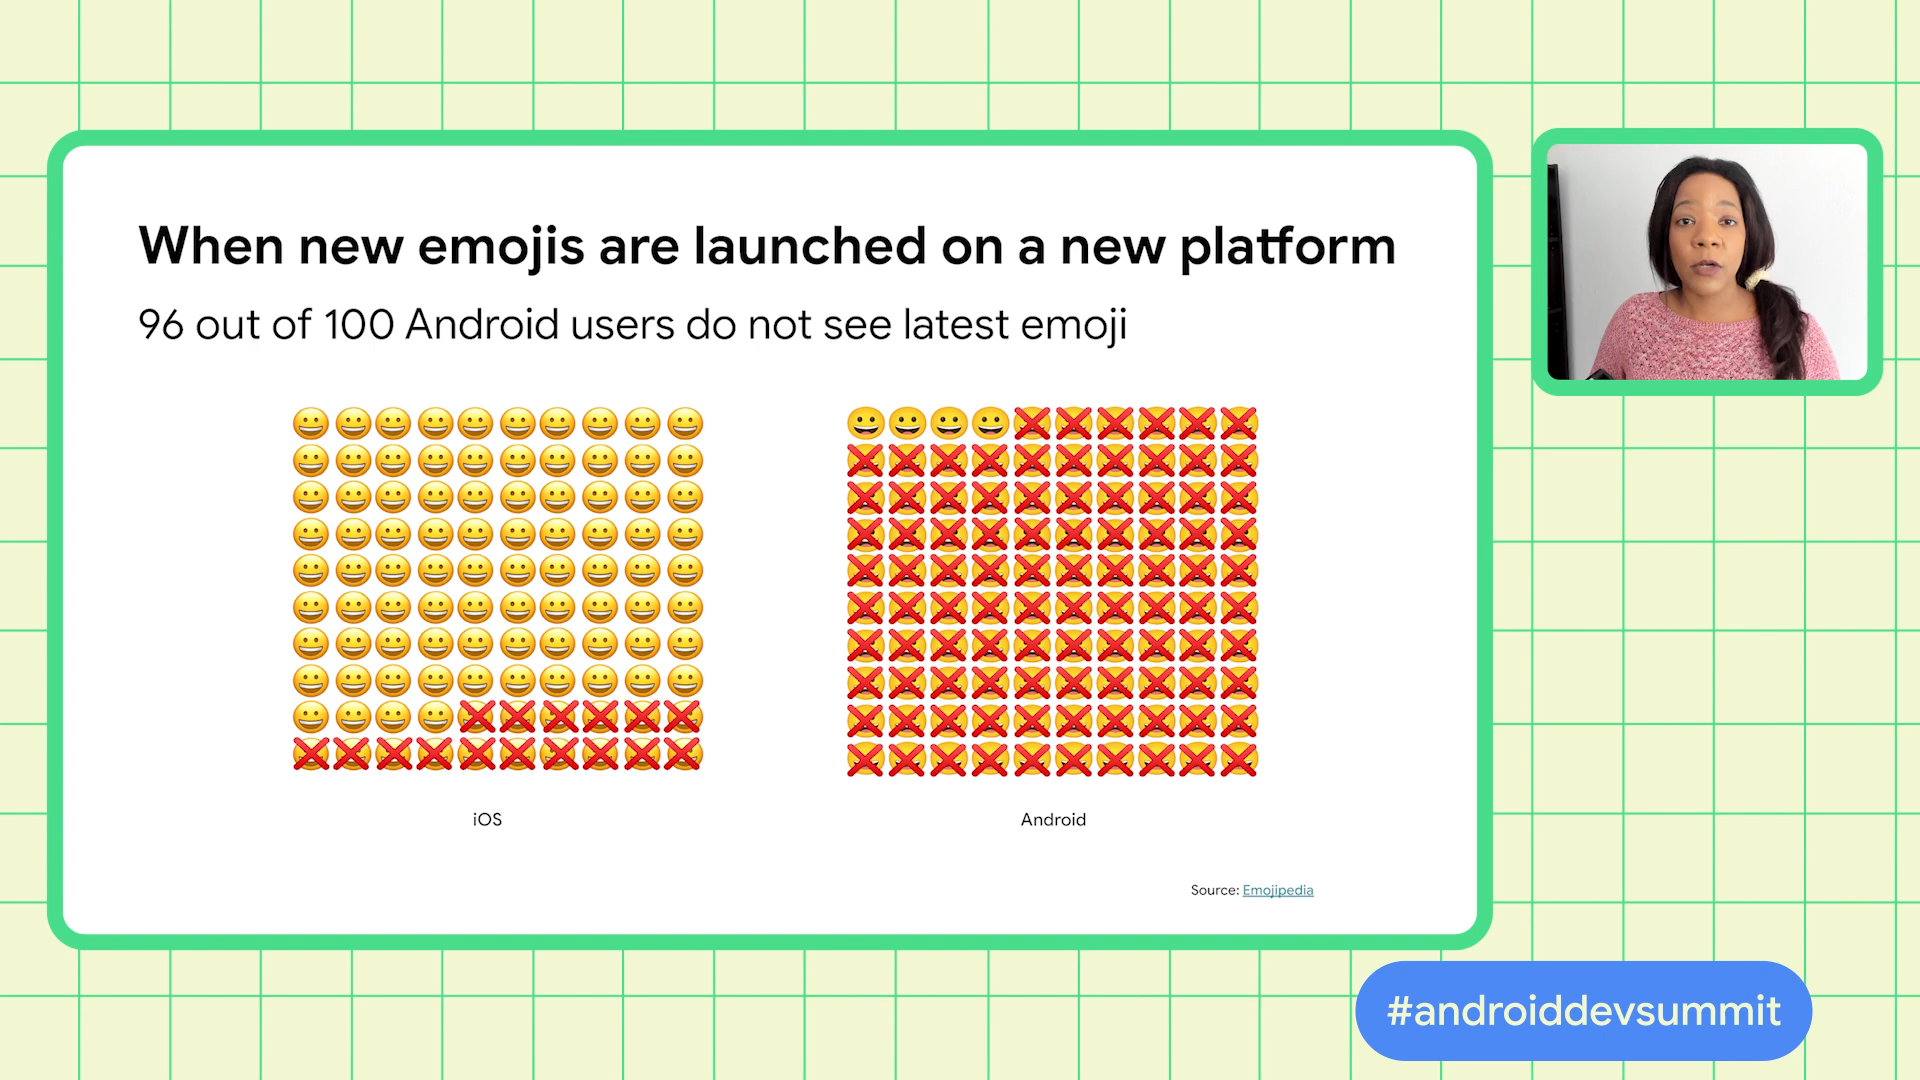 When new emojis are launched on a new platform
96 out of 100 Android users do not see latest emoji
iOS
Android
Source: Emojipedia
#androiddevsummit